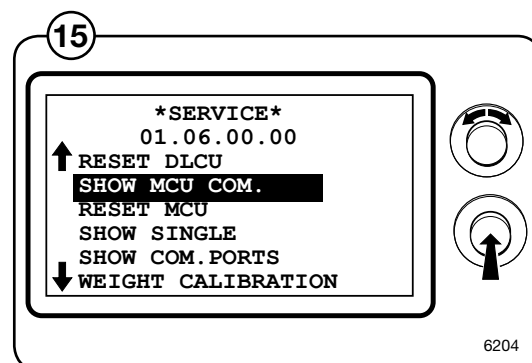 15
*SERVICE*
01.06.00.00
RESET DLCU
SHOW MCU COM.
RESET MCU
SHOW SINGLE
SHOW COM.PORTS
WEIGHT CALIBRATION
6204